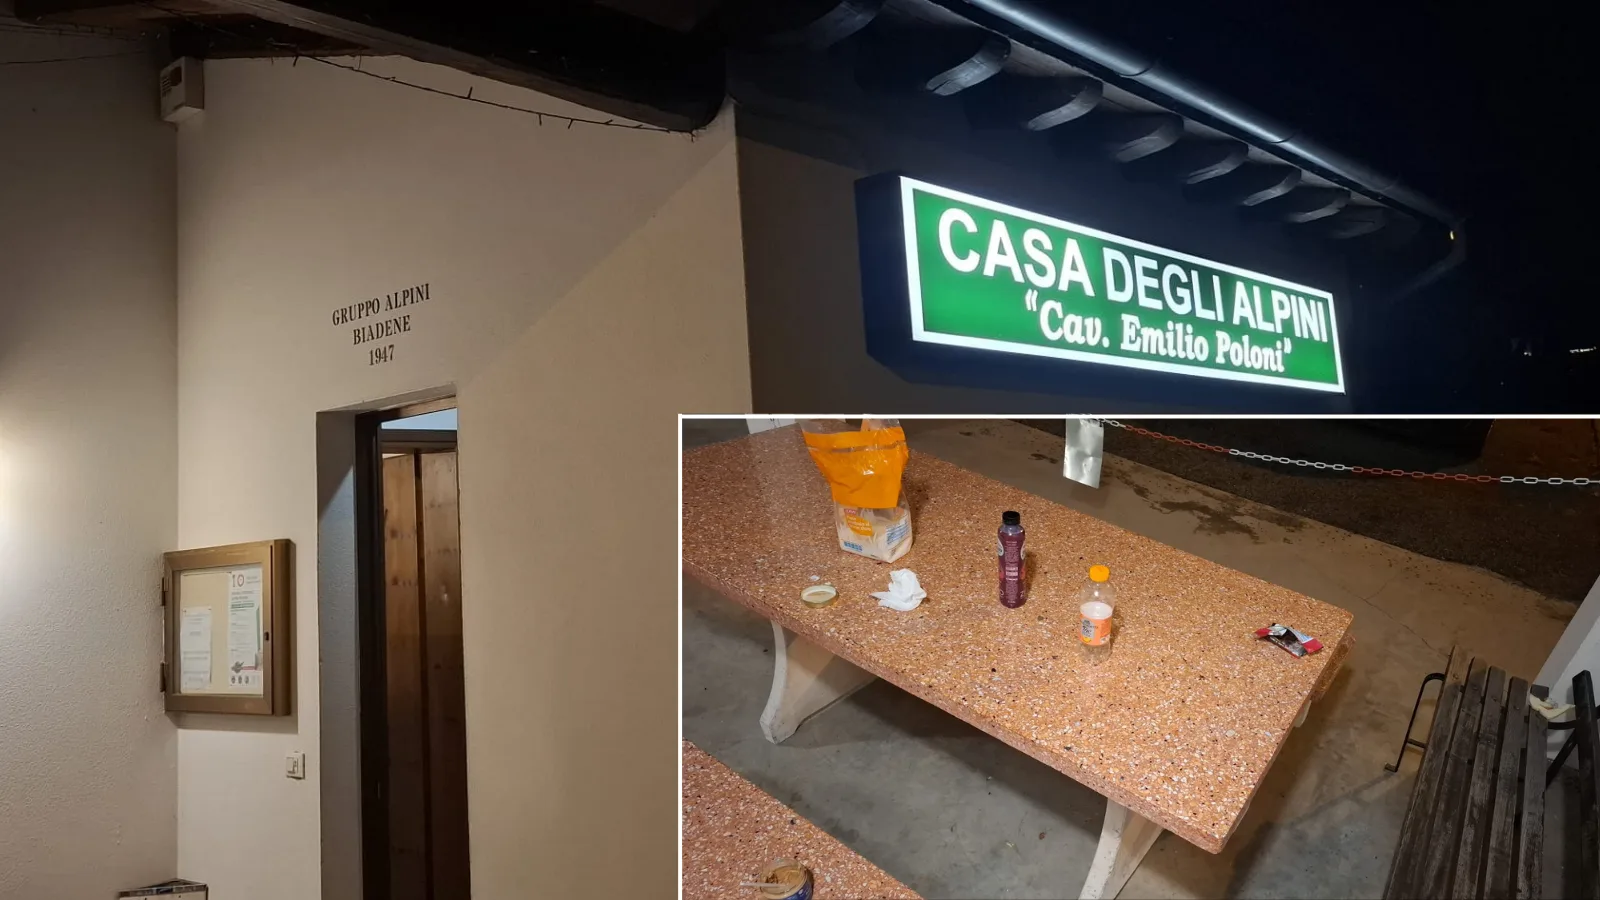 GRUPPO ALPINI
BIADENE
1947
CASA DEGLI ALPINI
“Cav. Emilio Poloni”